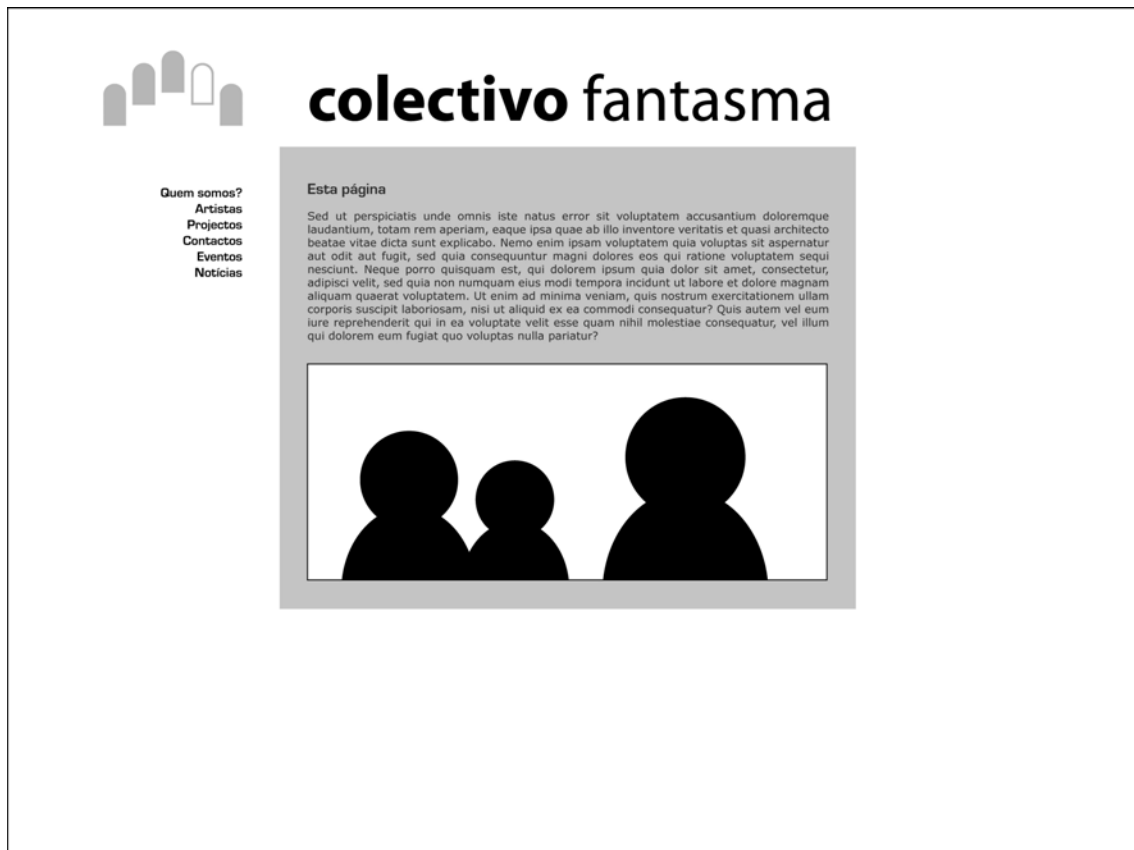 colectivo fantasma
Quem somos?
Artistas
Projectos
Contactos
Eventos
Notícias
Esta página
Sed ut perspiciatis unde omnis iste natus error sit voluptatem accusantium doloremque
laudantium, totam rem aperiam, eaque ipsa quae ab illo inventore veritatis et quasi architecto
beatae vitae dicta sunt explicabo. Nemo enim ipsam voluptatem quia voluptas sit aspernatur
aut odit aut fugit, sed quia consequuntur magni dolores eos qui ratione voluptatem sequi
nesciunt. Neque porro quisquam est, qui dolorem ipsum quia dolor sit amet, consectetur,
adipisci velit, sed quia non numquam eius modi tempora incidunt ut labore et dolore magnam
aliquam quaerat voluptatem. Ut enim ad minima veniam, quis nostrum exercitationem ullam
corporis suscipit laboriosam, nisi ut aliquid ex ea commodi consequatur? Quis autem vel eum
iure reprehenderit qui in ea voluptate velit esse quam nihil molestiae consequatur, vel illum
qui dolorem eum fugiat quo voluptas nulla pariatur?